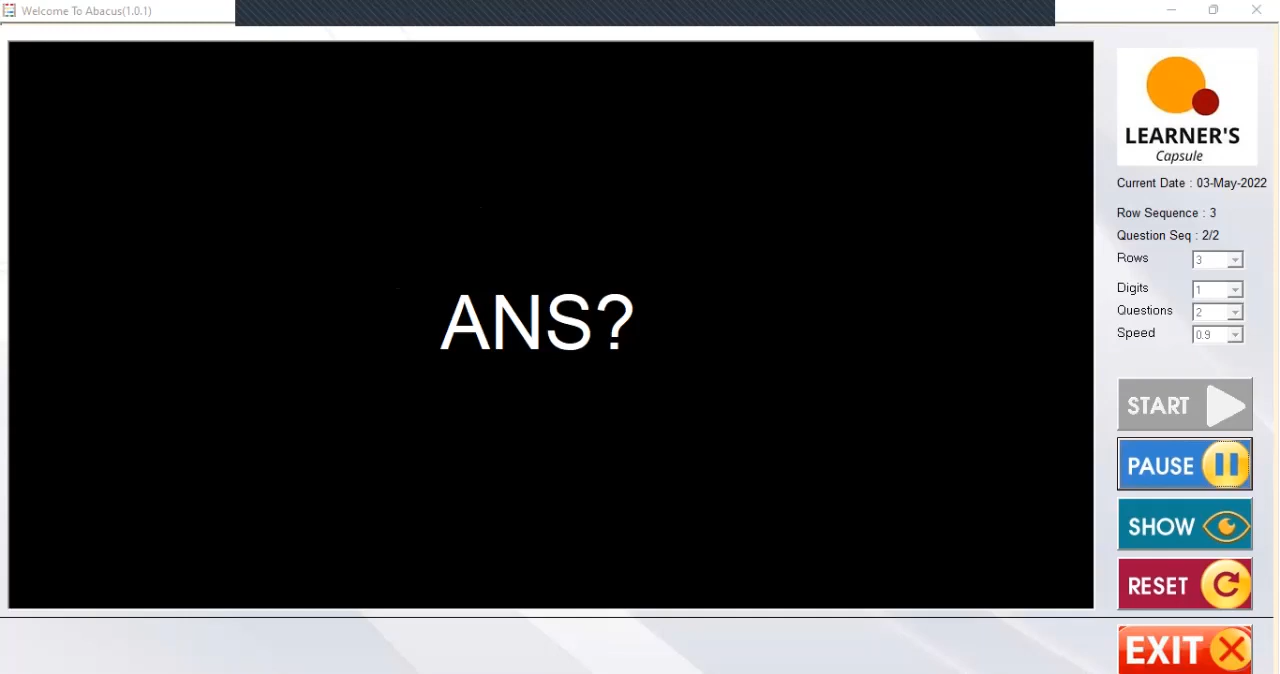 Welcome To Abacus(1.0.1)
ANS?
LEARNER'S
Capsule
Current Date : 03-May-2022
Row Sequence : 3
Question Seq : 2/2
Rows 3
Digits 1
Questions 2
Speed 0.9
START
PAUSE
SHOW
RESET
EXIT